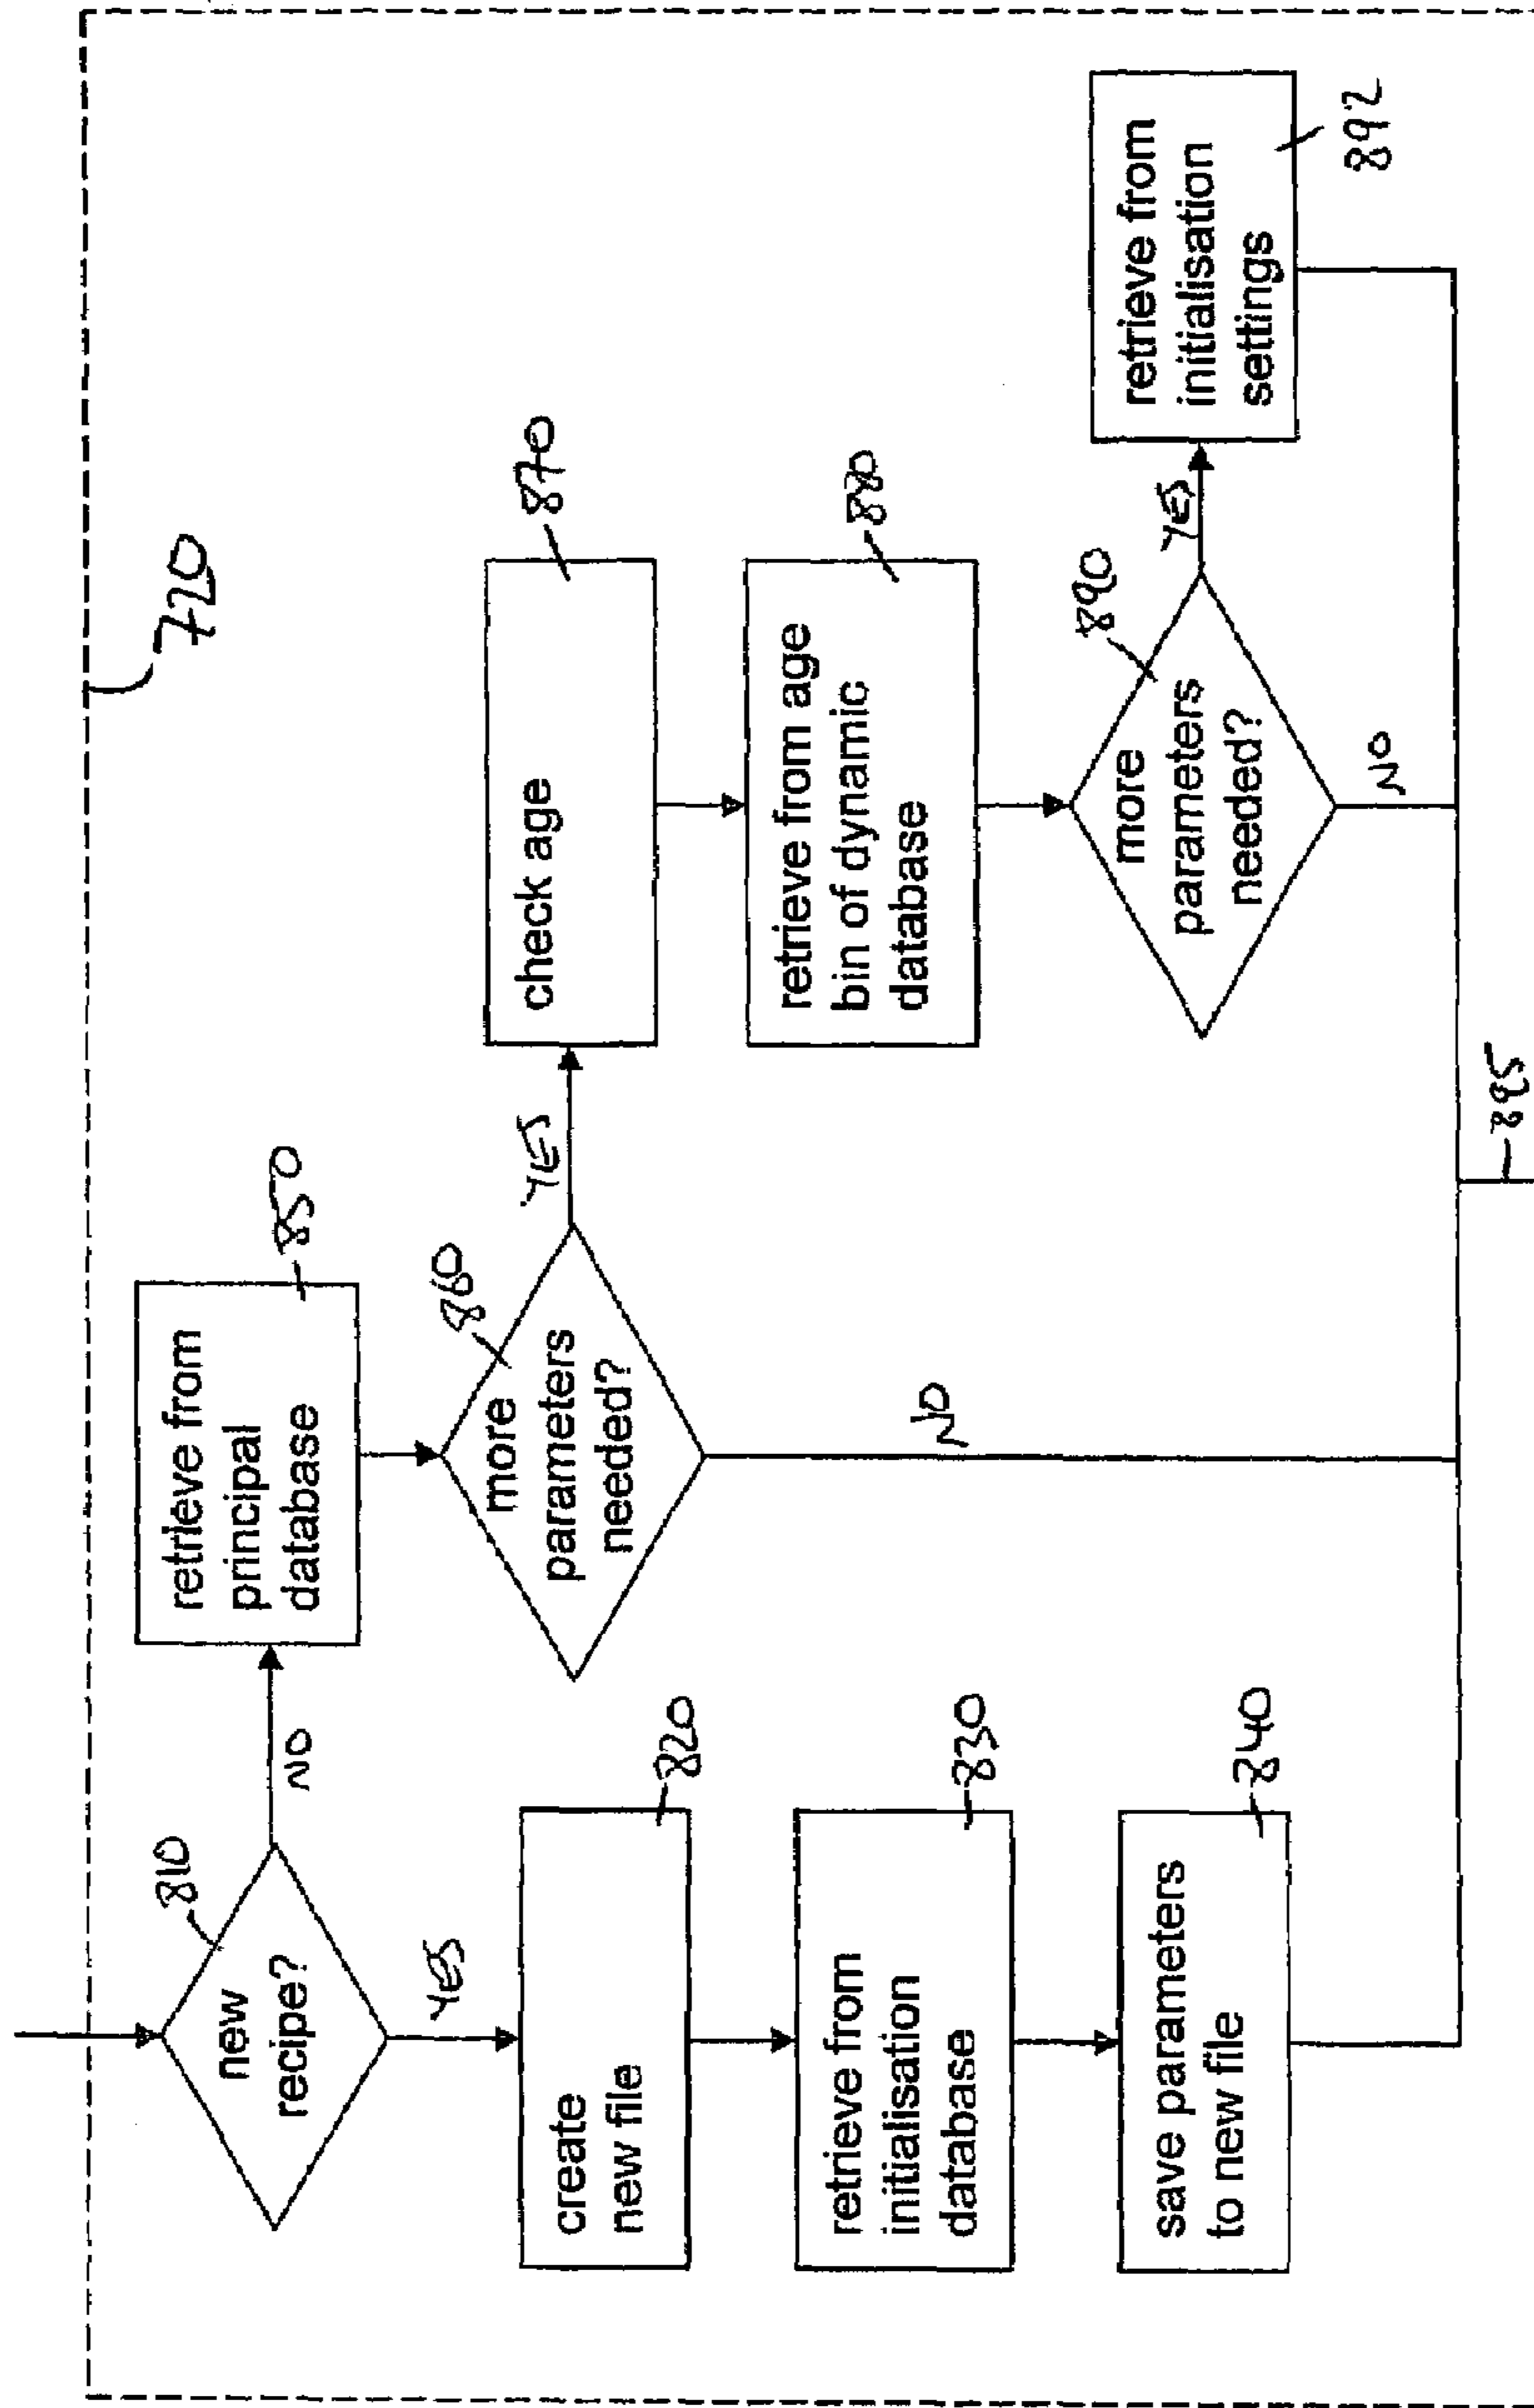 720
new
recipe?
810
NO
retrieve from
principal
database
850
YES
create
new file
820
more
parameters
needed?
860
YES
check age
870
retrieve from
initialisation
database
830
retrieve from age
bin of dynamic
database
880
save parameters
to new file
840
NO
more
parameters
needed?
890
YES
retrieve from
initialisation
settings
892
NO
895